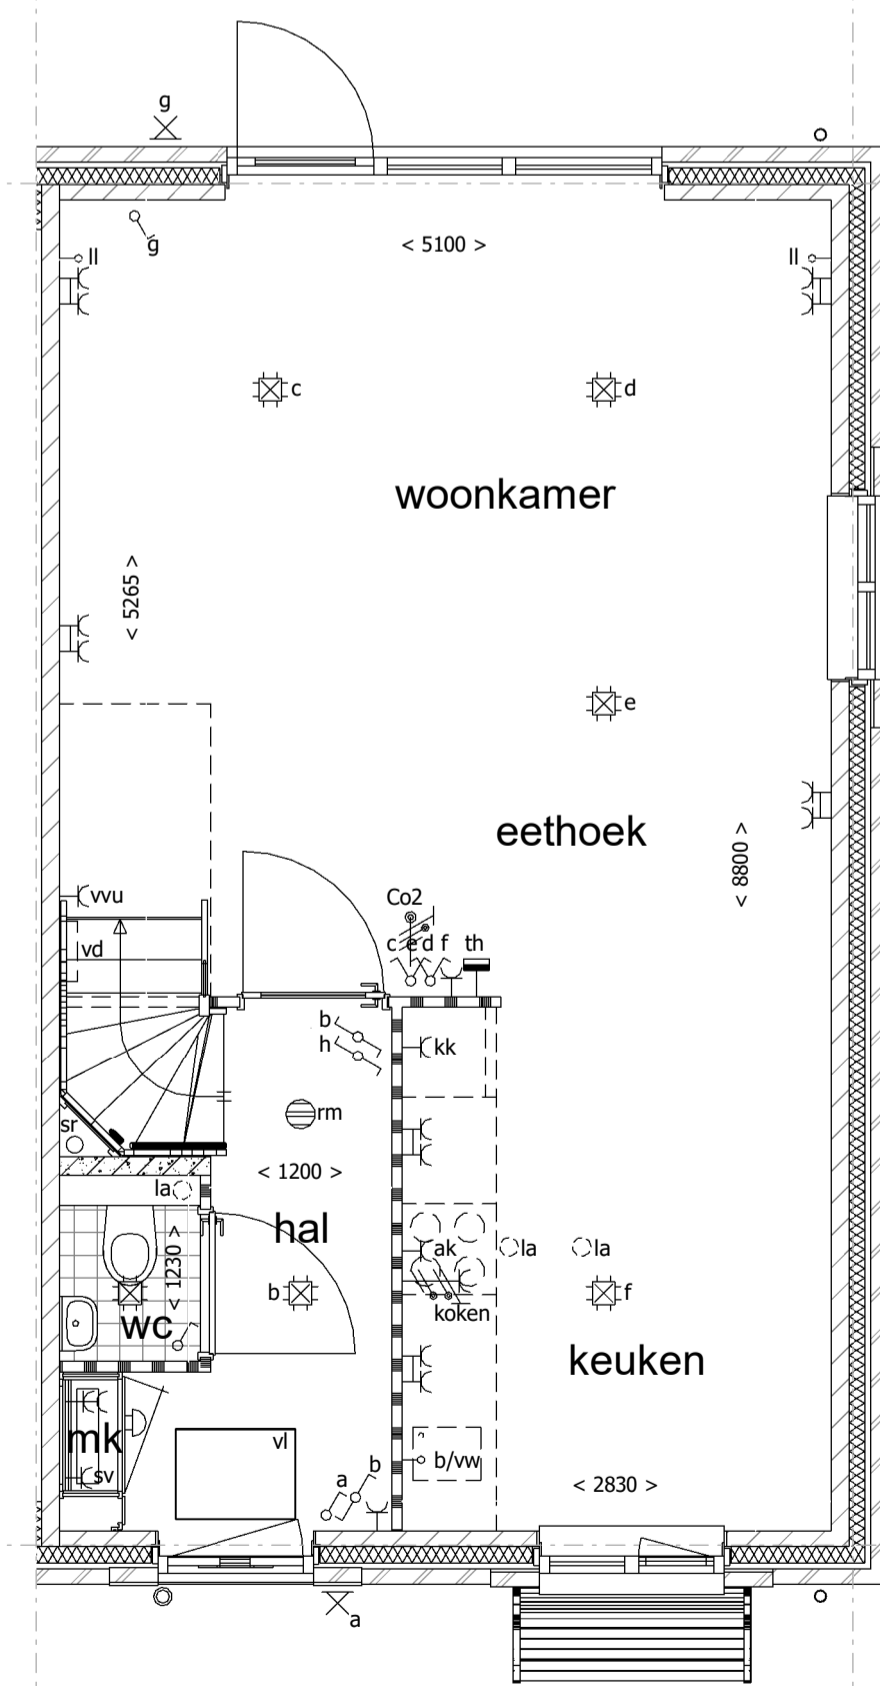 g
g
< 5100 >
ll
ll
c
d
woonkamer
< 5265 >
e
eethoek
< 8800 >
vvu
Co2
vd
c e d f th
b
h
kk
rm
sr
< 1200 >
la
hal
< 1230 >
ak
la
la
b
f
koken
wc
keuken
mk
vl
sv
a
b
b/vw
< 2830 >
a